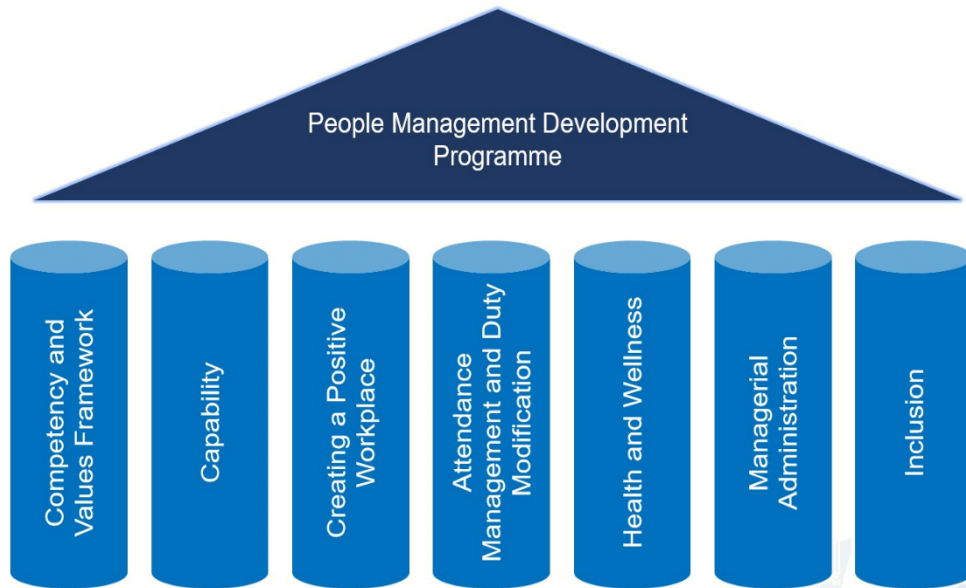 People Management Development
Programme
Competency and
Values Framework
Capability
Creating a Positive
Workplace
Attendance
Management and Duty
Modification
Health and Wellness
Managerial
Administration
Inclusion